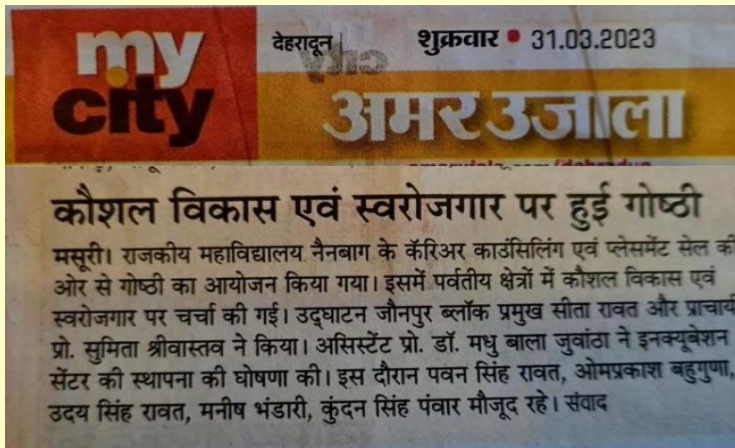 my
city
देहरादून
शुक्रवार • 31.03.2023
अमर उजाला
कौशल विकास एवं स्वरोजगार पर हुई गोष्ठी
मसूरी। राजकीय महाविद्यालय नैनबाग के कॅरिअर काउंसिलिंग एवं प्लेसमेंट सेल की
ओर से गोष्ठी का आयोजन किया गया। इसमें पर्वतीय क्षेत्रों में कौशल विकास एवं
स्वरोजगार पर चर्चा की गई। उद्घाटन जौनपुर ब्लॉक प्रमुख सीता रावत और प्राचार्य
प्रो. सुमिता श्रीवास्तव ने किया। असिस्टेंट प्रो. डॉ. मधु बाला जुवांठा ने इनक्यूबेशन
सेंटर की स्थापना की घोषणा की। इस दौरान पवन सिंह रावत, ओमप्रकाश बहुगुणा,
उदय सिंह रावत, मनीष भंडारी, कुंदन सिंह पंवार मौजूद रहे। संवाद